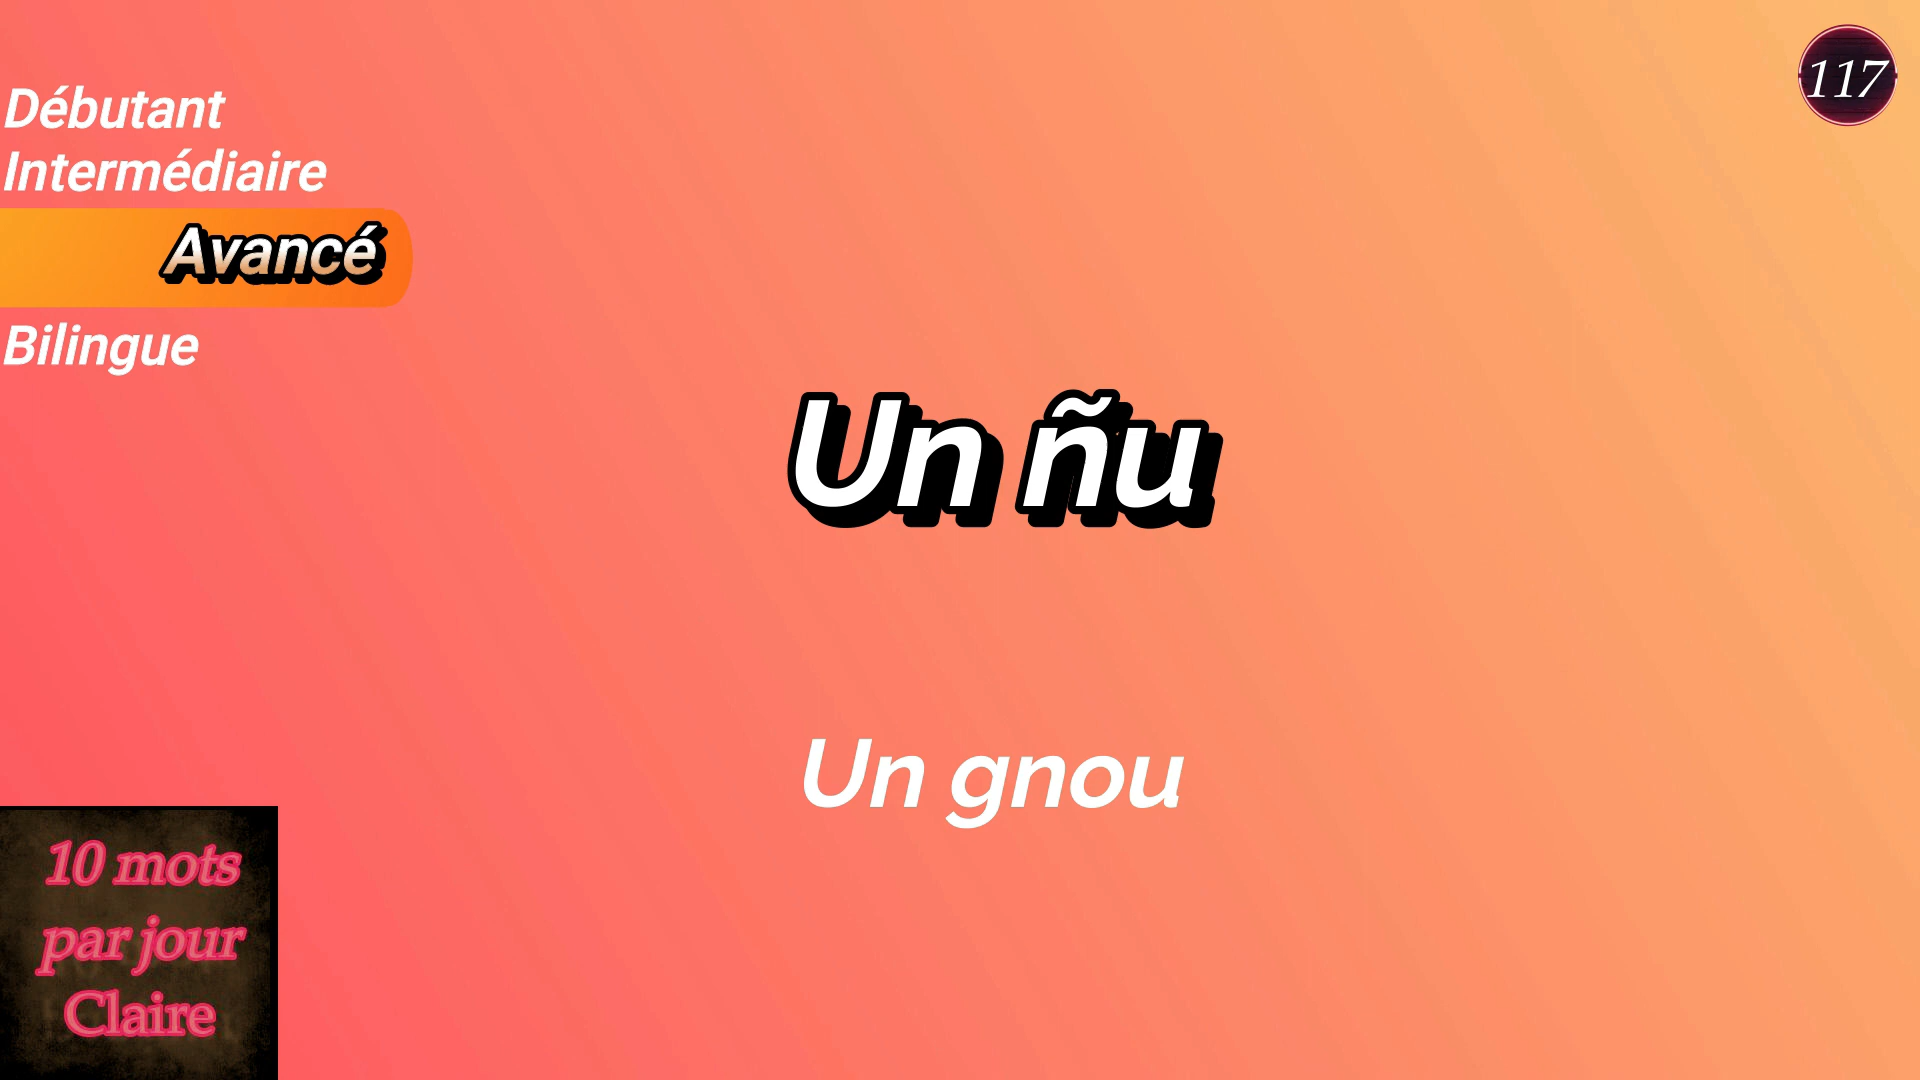 117
Débutant
Intermédiaire
Avancé
Bilingue
Un ñu
Un gnou
10 mots
par jour
Claire